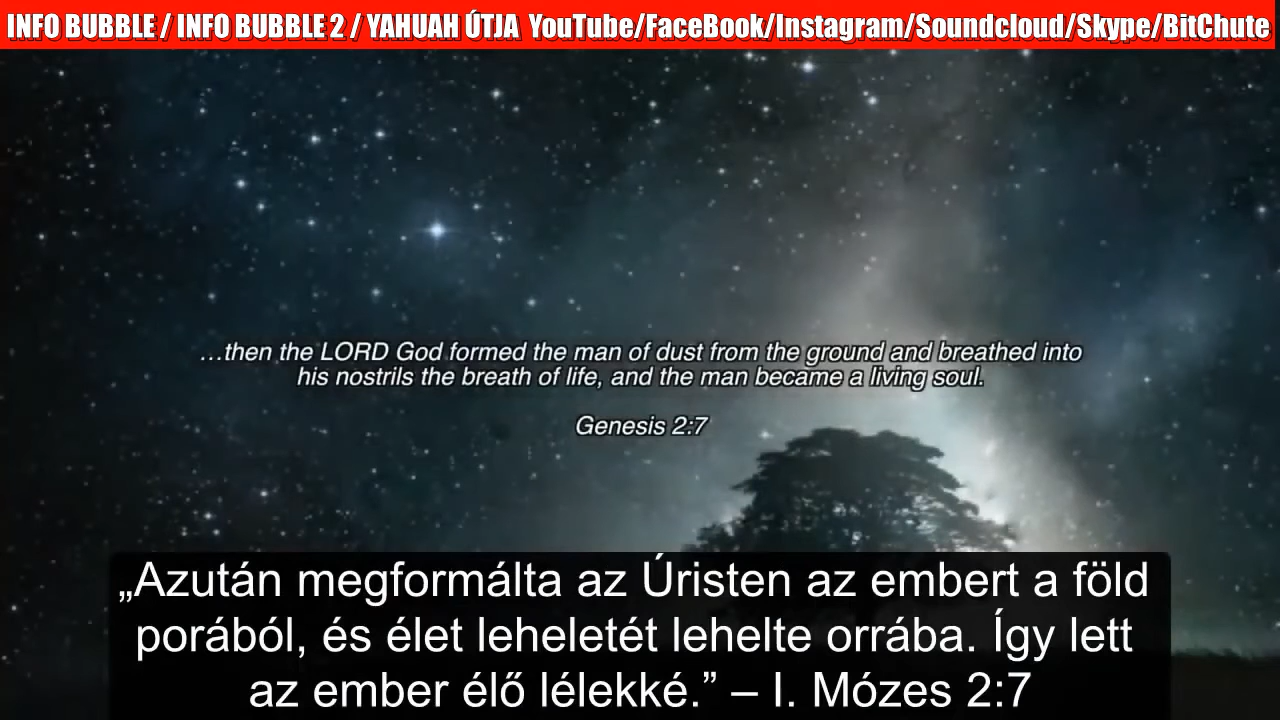 INFO BUBBLE / INFO BUBBLE 2 / YAHUAH ÚTJA YouTube/FaceBook/Instagram/Soundcloud/Skype/BitChute
…then the LORD God formed the man of dust from the ground and breathed into
his nostrils the breath of life, and the man became a living soul.
Genesis 2:7
„Azután megformálta az Úristen az embert a föld
porából, és élet leheletét lehelte orrába. Így lett
az ember élő lélekké.” – I. Mózes 2:7